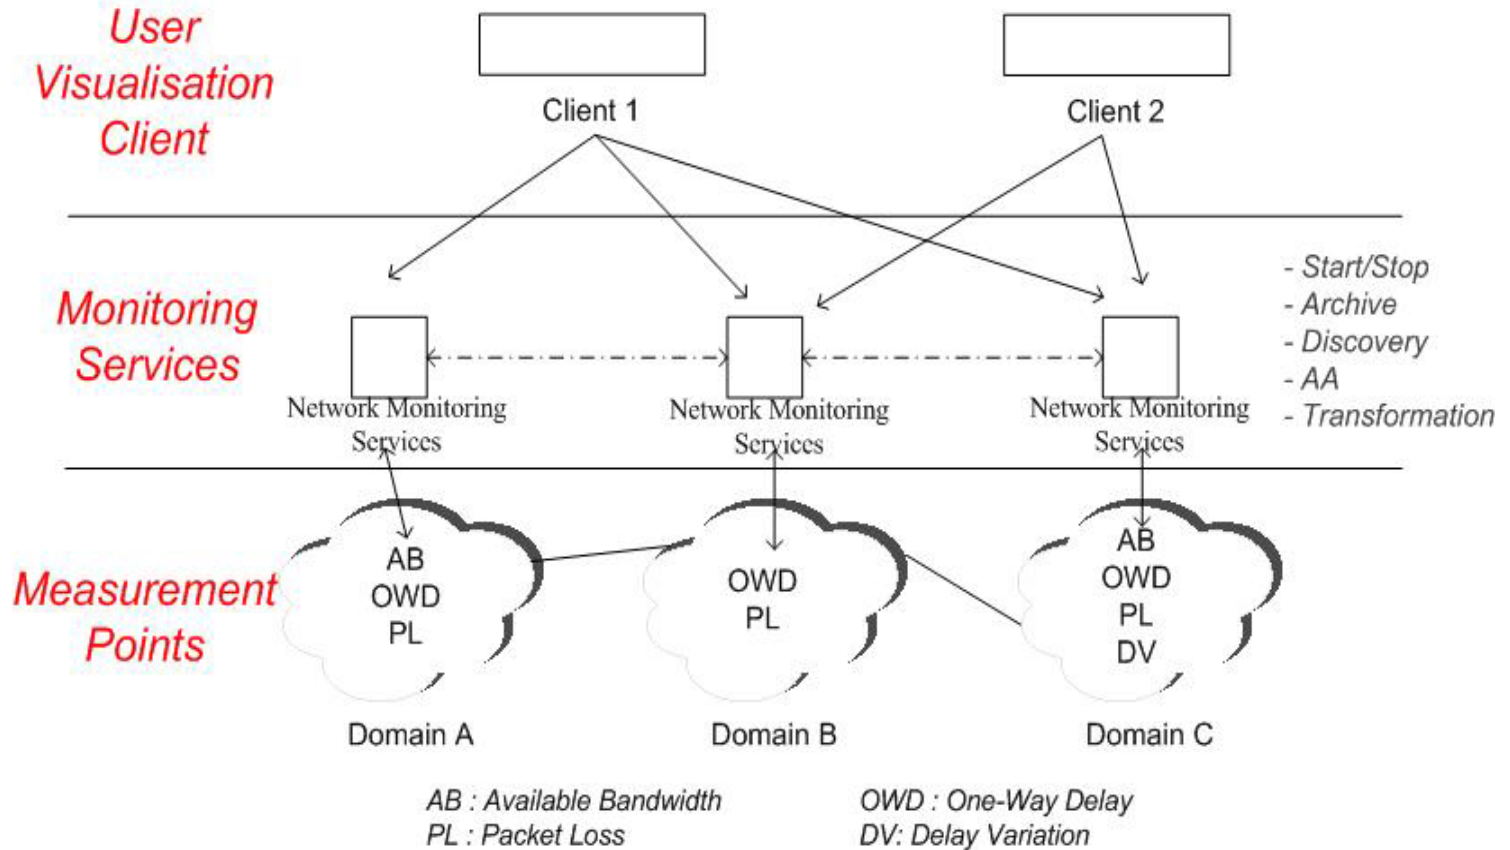 User
Visualisation
Client
Client 1
Client 2
Monitoring
Services
- Start/Stop
- Archive
- Discovery
- AA
- Transformation
Network Monitoring
Services
Network Monitoring
Services
Network Monitoring
Services
Measurement
Points
AB
OWD
PL
OWD
PL
AB
OWD
PL
DV
Domain A
Domain B
Domain C
AB : Available Bandwidth
OWD : One-Way Delay
PL : Packet Loss
DV: Delay Variation